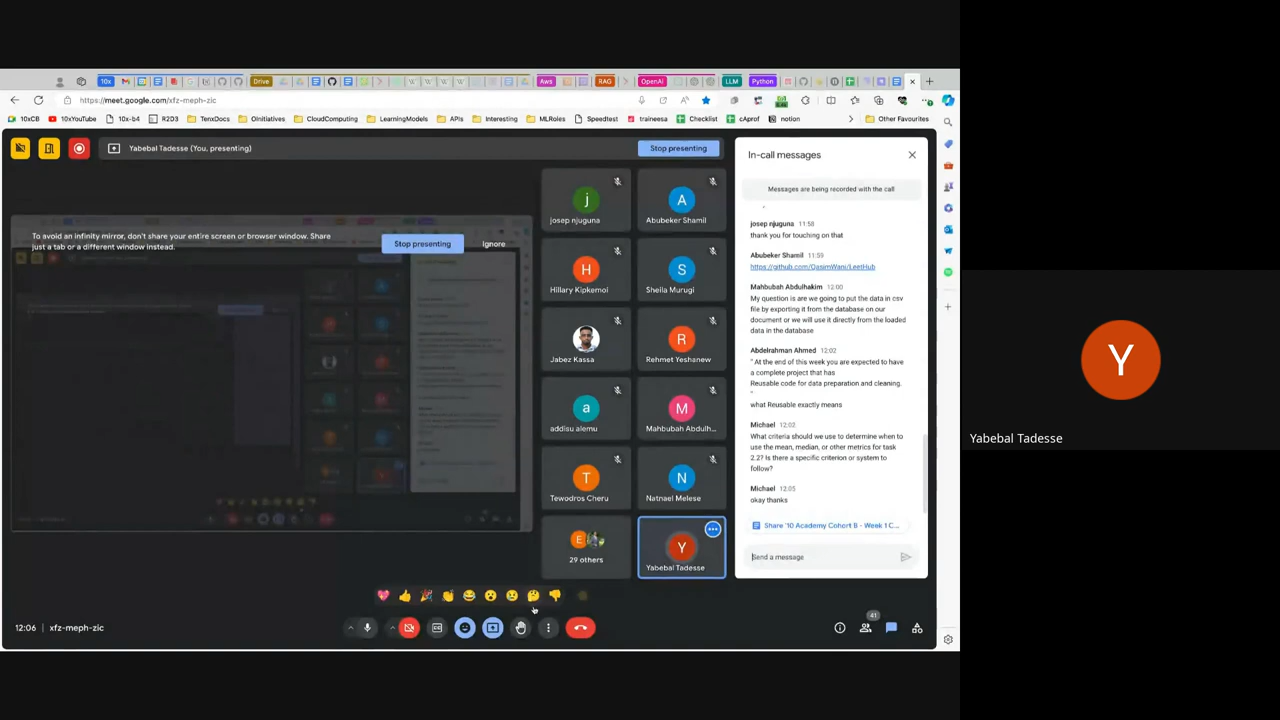 10x
Drive
Aws
RAG
OpenAI
LLM
Python
https://meet.google.com/xfz-meph-zic
10xCB
10xYouTube
10x-b4
R2D3
TenxDocs
OInitiatives
CloudComputing
LearningModels
APIs
Interesting
MLRoles
Speedtest
traineesa
Checklist
cAprof
notion
Other Favourites
Yabebal Tadesse (You, presenting)
Stop presenting
To avoid an infinity mirror, don't share your entire screen or browser window. Share
just a tab or a different window instead.
Stop presenting
Ignore
j
josep njuguna
A
Abubeker Shamil
H
Hillary Kipkemoi
S
Sheila Murugi
Jabez Kassa
R
Rehmet Yeshanew
a
addisu alemu
M
Mahbubah Abdulh...
T
Tewodros Cheru
N
Natnael Melese
E
29 others
Y
Yabebal Tadesse
In-call messages
Messages are being recorded with the call
josep njuguna 11:58
thank you for touching on that
Abubeker Shamil 11:59
https://github.com/QasimWani/LeetHub
Mahbubah Abdulhakim 12:00
My question is are we going to put the data in csv
file by exporting it from the database on our
document or we will use it directly from the loaded
data in the database
Abdelrahman Ahmed 12:02
" At the end of this week you are expected to have
a complete project that has
Reusable code for data preparation and cleaning.
"
what Reusable exactly means
Michael 12:02
What criteria should we use to determine when to
use the mean, median, or other metrics for task
2.2? Is there a specific criterion or system to
follow?
Michael 12:05
okay thanks
Share '10 Academy Cohort B - Week 1 C...
Send a message
12:06 | xfz-meph-zic
41
Y
Yabebal Tadesse